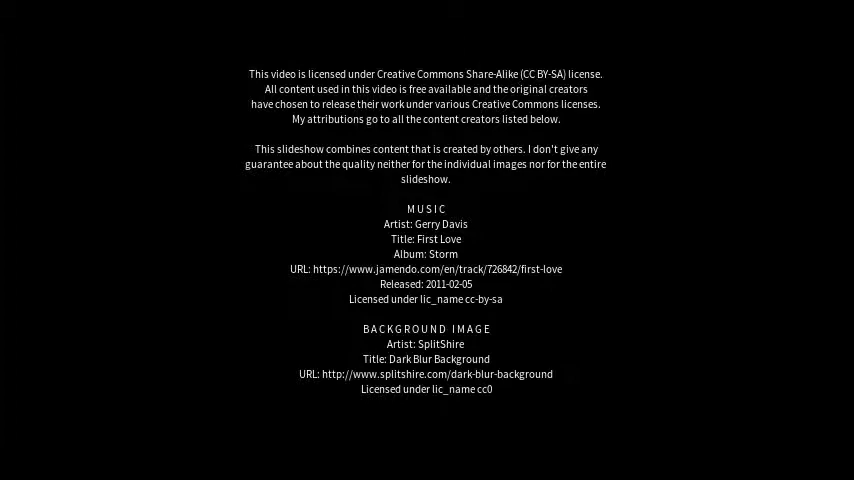 This video is licensed under Creative Commons Share-Alike (CC BY-SA) license.
All content used in this video is free available and the original creators
have chosen to release their work under various Creative Commons licenses.
My attributions go to all the content creators listed below.
This slideshow combines content that is created by others. I don't give any
guarantee about the quality neither for the individual images nor for the entire
slideshow.
MUSIC
Artist: Gerry Davis
Title: First Love
Album: Storm
URL: https://www.jamendo.com/en/track/726842/first-love
Released: 2011-02-05
Licensed under lic_name cc-by-sa
BACKGROUND IMAGE
Artist: SplitShire
Title: Dark Blur Background
URL: http://www.splitshire.com/dark-blur-background
Licensed under lic_name cc0